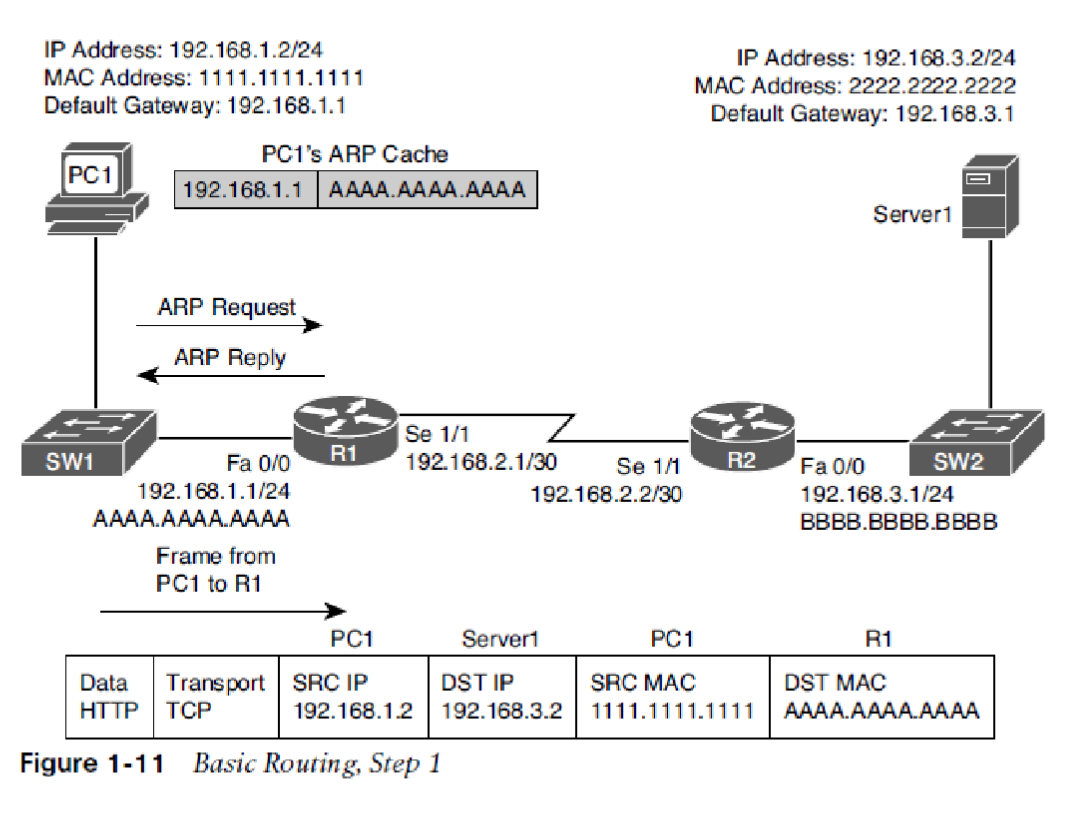 IP Address: 192.168.1.2/24
MAC Address: 1111.1111.1111
Default Gateway: 192.168.1.1
IP Address: 192.168.3.2/24
MAC Address: 2222.2222.2222
Default Gateway: 192.168.3.1
PC1
PC1's ARP Cache
192.168.1.1 AAAA.AAAA.AAAA
Server1
ARP Request
ARP Reply
SW1
Fa 0/0
192.168.1.1/24
AAAA.AAAA.AAAA
R1
Se 1/1
192.168.2.1/30
Se 1/1
192.168.2.2/30
R2
Fa 0/0
192.168.3.1/24
BBBB.BBBB.BBBB
SW2
Frame from
PC1 to R1
PC1 Server1 PC1 R1
Data Transport SRC IP DST IP SRC MAC DST MAC
HTTP TCP 192.168.1.2 192.168.3.2 1111.1111.1111 AAAA.AAAA.AAAA
Figure 1-11 Basic Routing, Step 1